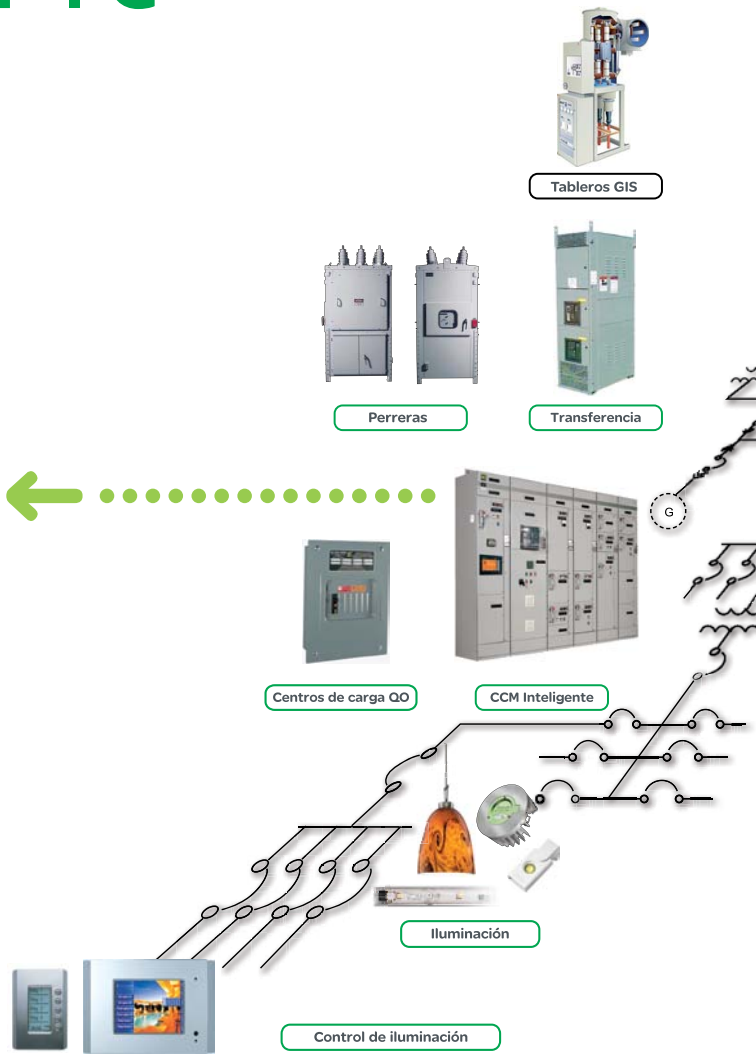 Tableros GIS
Perreras
Transferencia
G
Centros de carga QO
CCM Inteligente
Iluminación
Control de iluminación